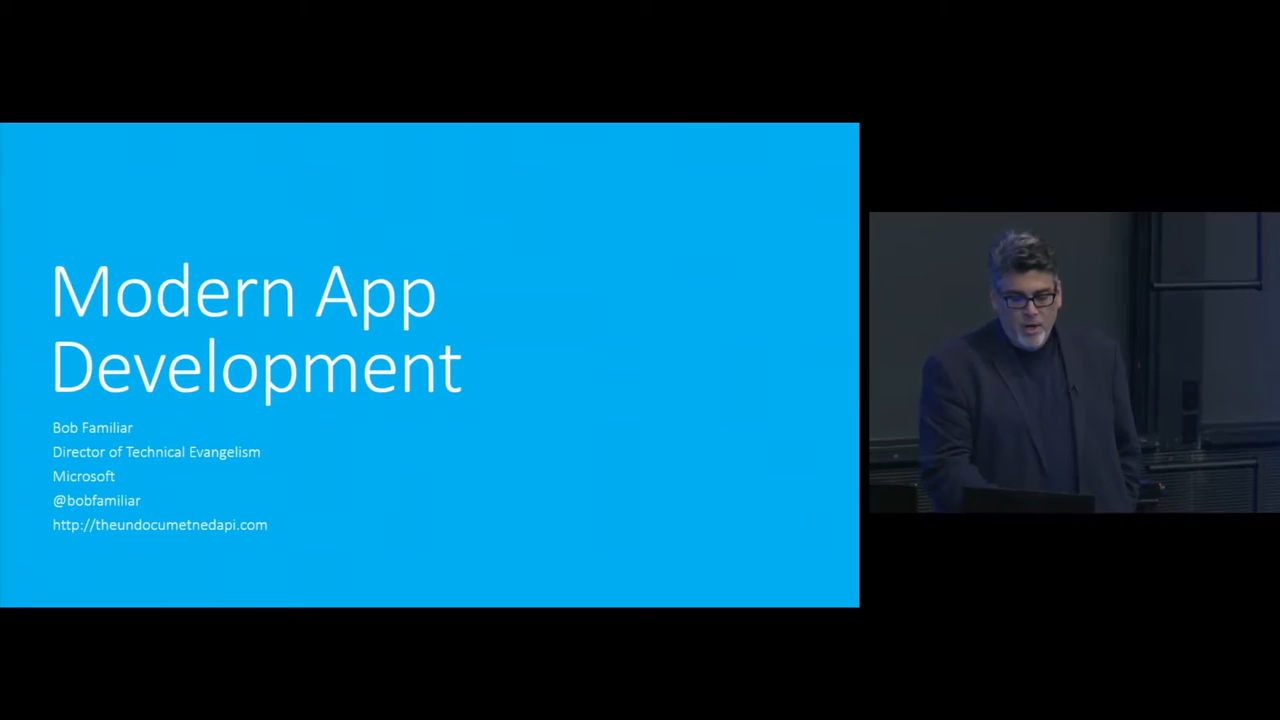 Modern App
Development
Bob Familiar
Director of Technical Evangelism
Microsoft
@bobfamiliar
http://theundocumetnedapi.com